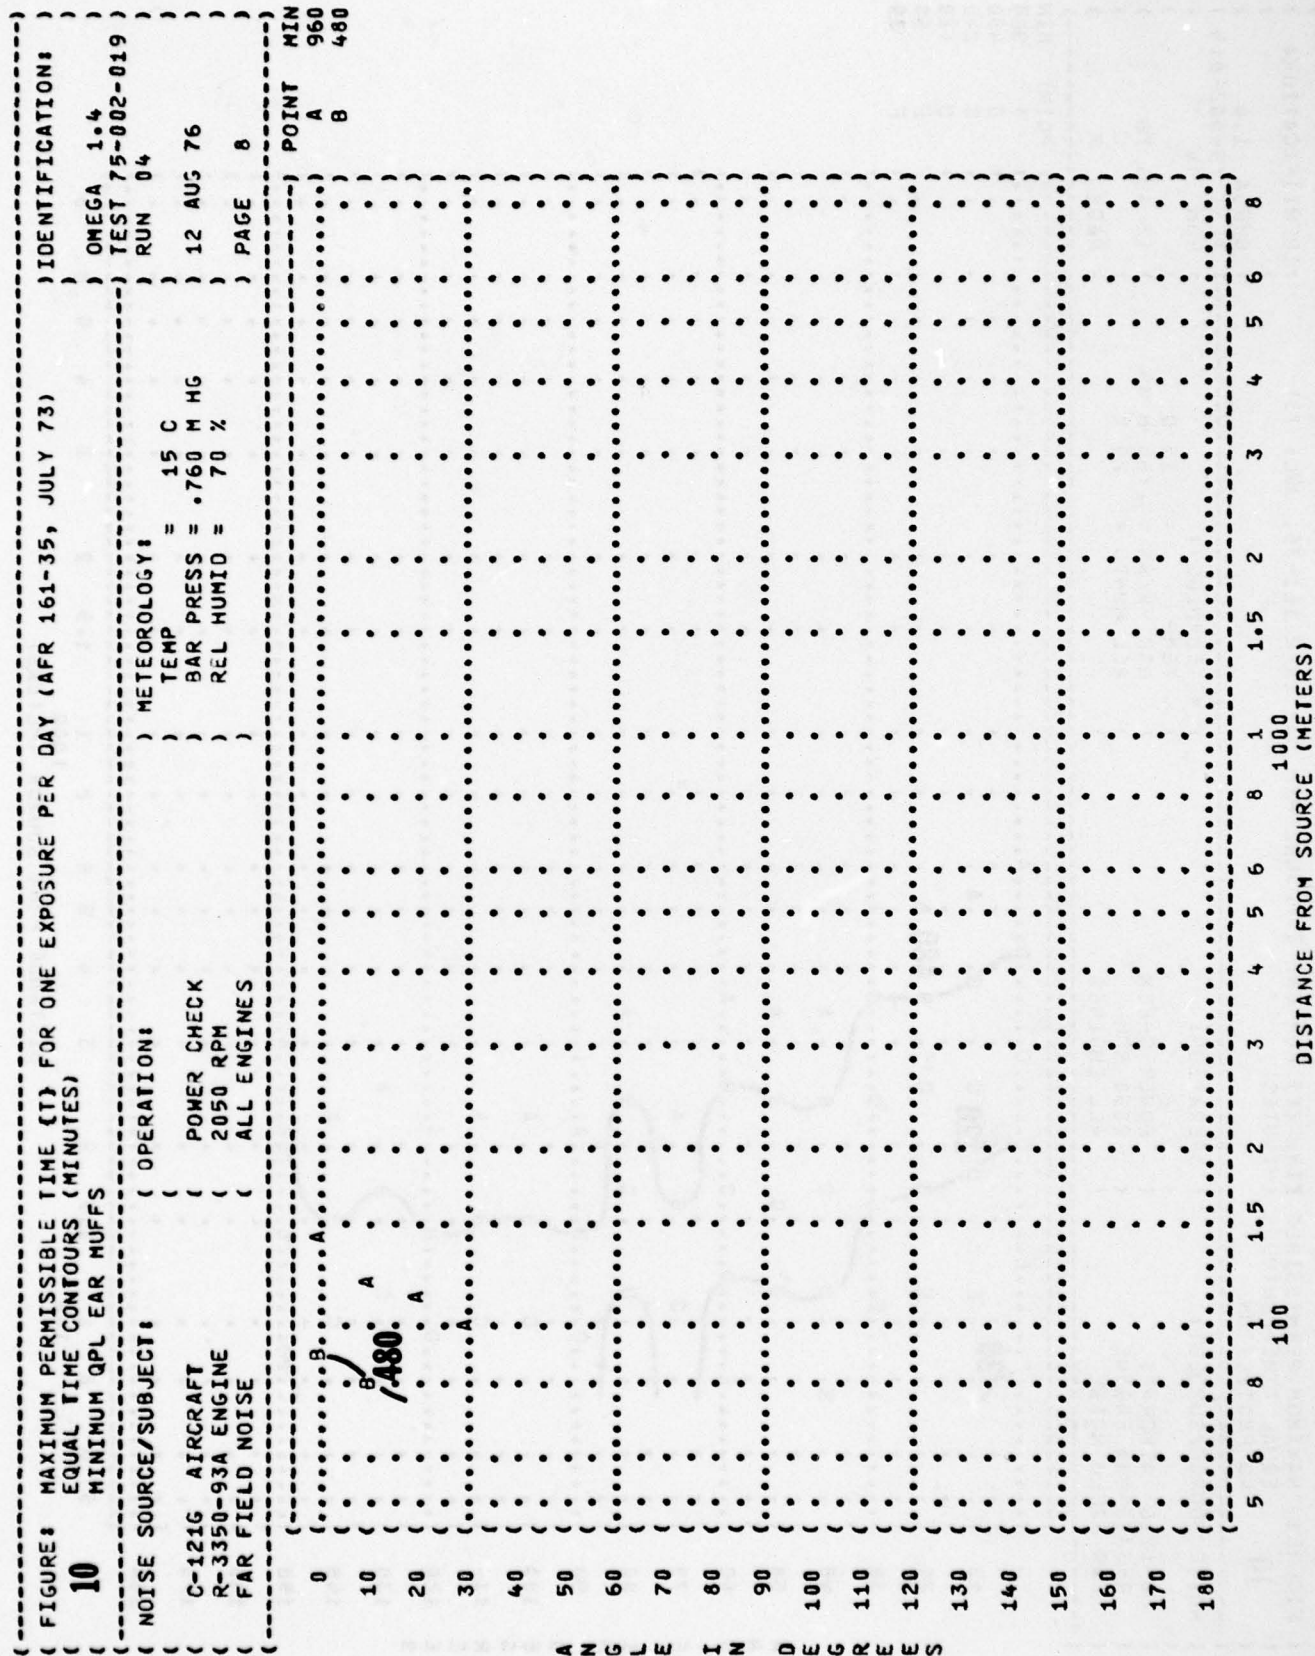 ( FIGURE: MAXIMUM PERMISSIBLE TIME {T} FOR ONE EXPOSURE PER DAY (AFR 161-35, JULY 73) ) IDENTIFICATION: )
( EQUAL TIME CONTOURS (MINUTES) ) )
( 10 MINIMUM QPL EAR MUFFS ) OMEGA 1.4 )
) TEST 75-002-019 )
( NOISE SOURCE/SUBJECT: ( OPERATION: ) METEOROLOGY: ) RUN 04 )
( ( ) TEMP = 15 C ) )
( C-121G AIRCRAFT ( POWER CHECK ) BAR PRESS = .760 M HG ) 12 AUG 76 )
( R-3350-93A ENGINE ( 2050 RPM ) REL HUMID = 70 % ) )
( FAR FIELD NOISE ( ALL ENGINES ) ) PAGE 8 )
POINT MIN
A 960
B 480
0 B A
10 B A
480
20 A
30 A
40
50
60
70
80
90
100
110
120
130
140
150
160
170
180
ANGLE IN DEGREES
5 6 8 1 1.5 2 3 4 5 6 8 1 1.5 2 3 4 5 6 8
100 1000
DISTANCE FROM SOURCE (METERS)